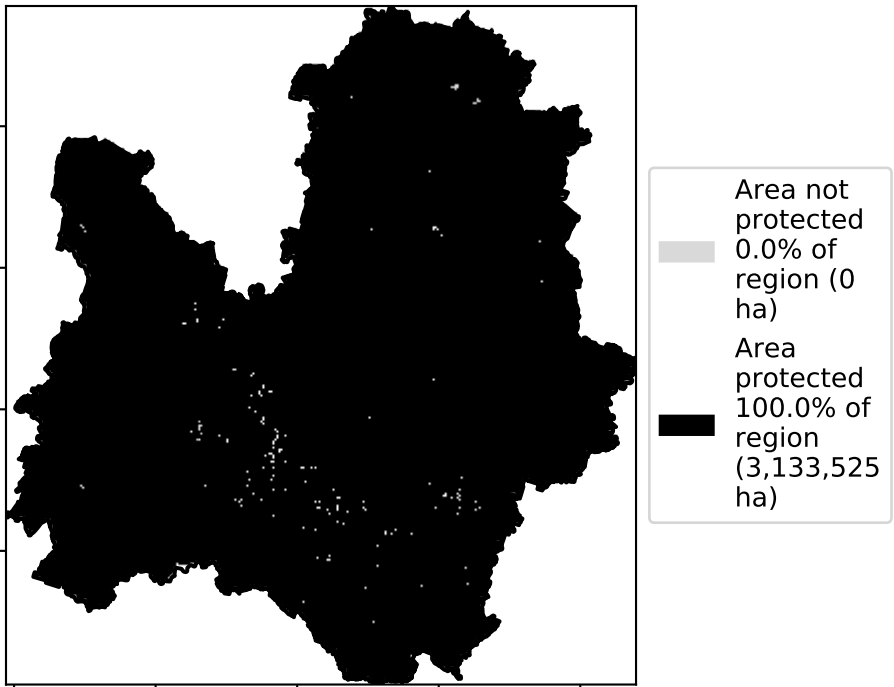 Area not
protected
0.0% of
region (0
ha)
Area
protected
100.0% of
region
(3,133,525
ha)